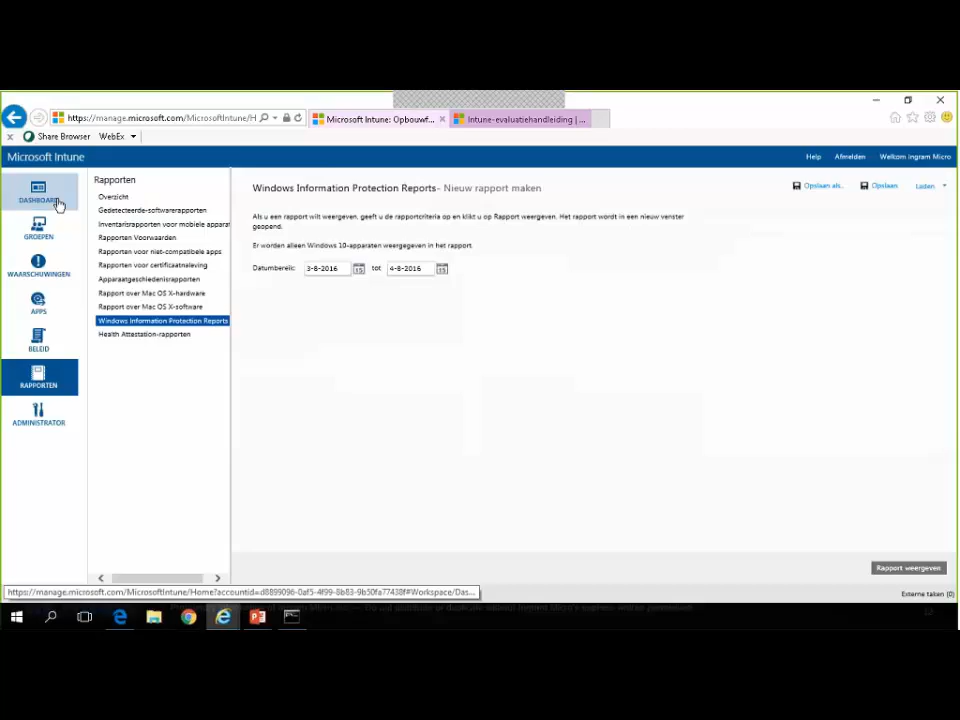 https://manage.microsoft.com/MicrosoftIntune/H
Microsoft Intune: Opbouwf...
Intune-evaluatiehandleiding | ...
Share Browser WebEx
Microsoft Intune
Help Afmelden Welkom Ingram Micro
DASHBOARD
GROEPEN
WAARSCHUWINGEN
APPS
BELEID
RAPPORTEN
ADMINISTRATOR
Rapporten
Overzicht
Gedetecteerde-softwarerapporten
Inventarisrapporten voor mobiele apparat
Rapporten Voorwaarden
Rapporten voor niet-compatibele apps
Rapporten voor certificaatnaleving
Apparaatgeschiedenisrapporten
Rapport over Mac OS X-hardware
Rapport over Mac OS X-software
Windows Information Protection Reports
Health Attestation-rapporten
Windows Information Protection Reports- Nieuw rapport maken
Opslaan als. Opslaan Laden
Als u een rapport wilt weergeven, geeft u de rapportcriteria op en klikt u op Rapport weergeven. Het rapport wordt in een nieuw venster
geopend.
Er worden alleen Windows 10-apparaten weergegeven in het rapport.
Datumbereik: 3-8-2016 15 tot 4-8-2016 15
Rapport weergeven
https://manage.microsoft.com/MicrosoftIntune/Home?accountid=d8899096-0af5-4f99-8b83-9b50fa77438f#Workspace/Das...
Externe taken (0)